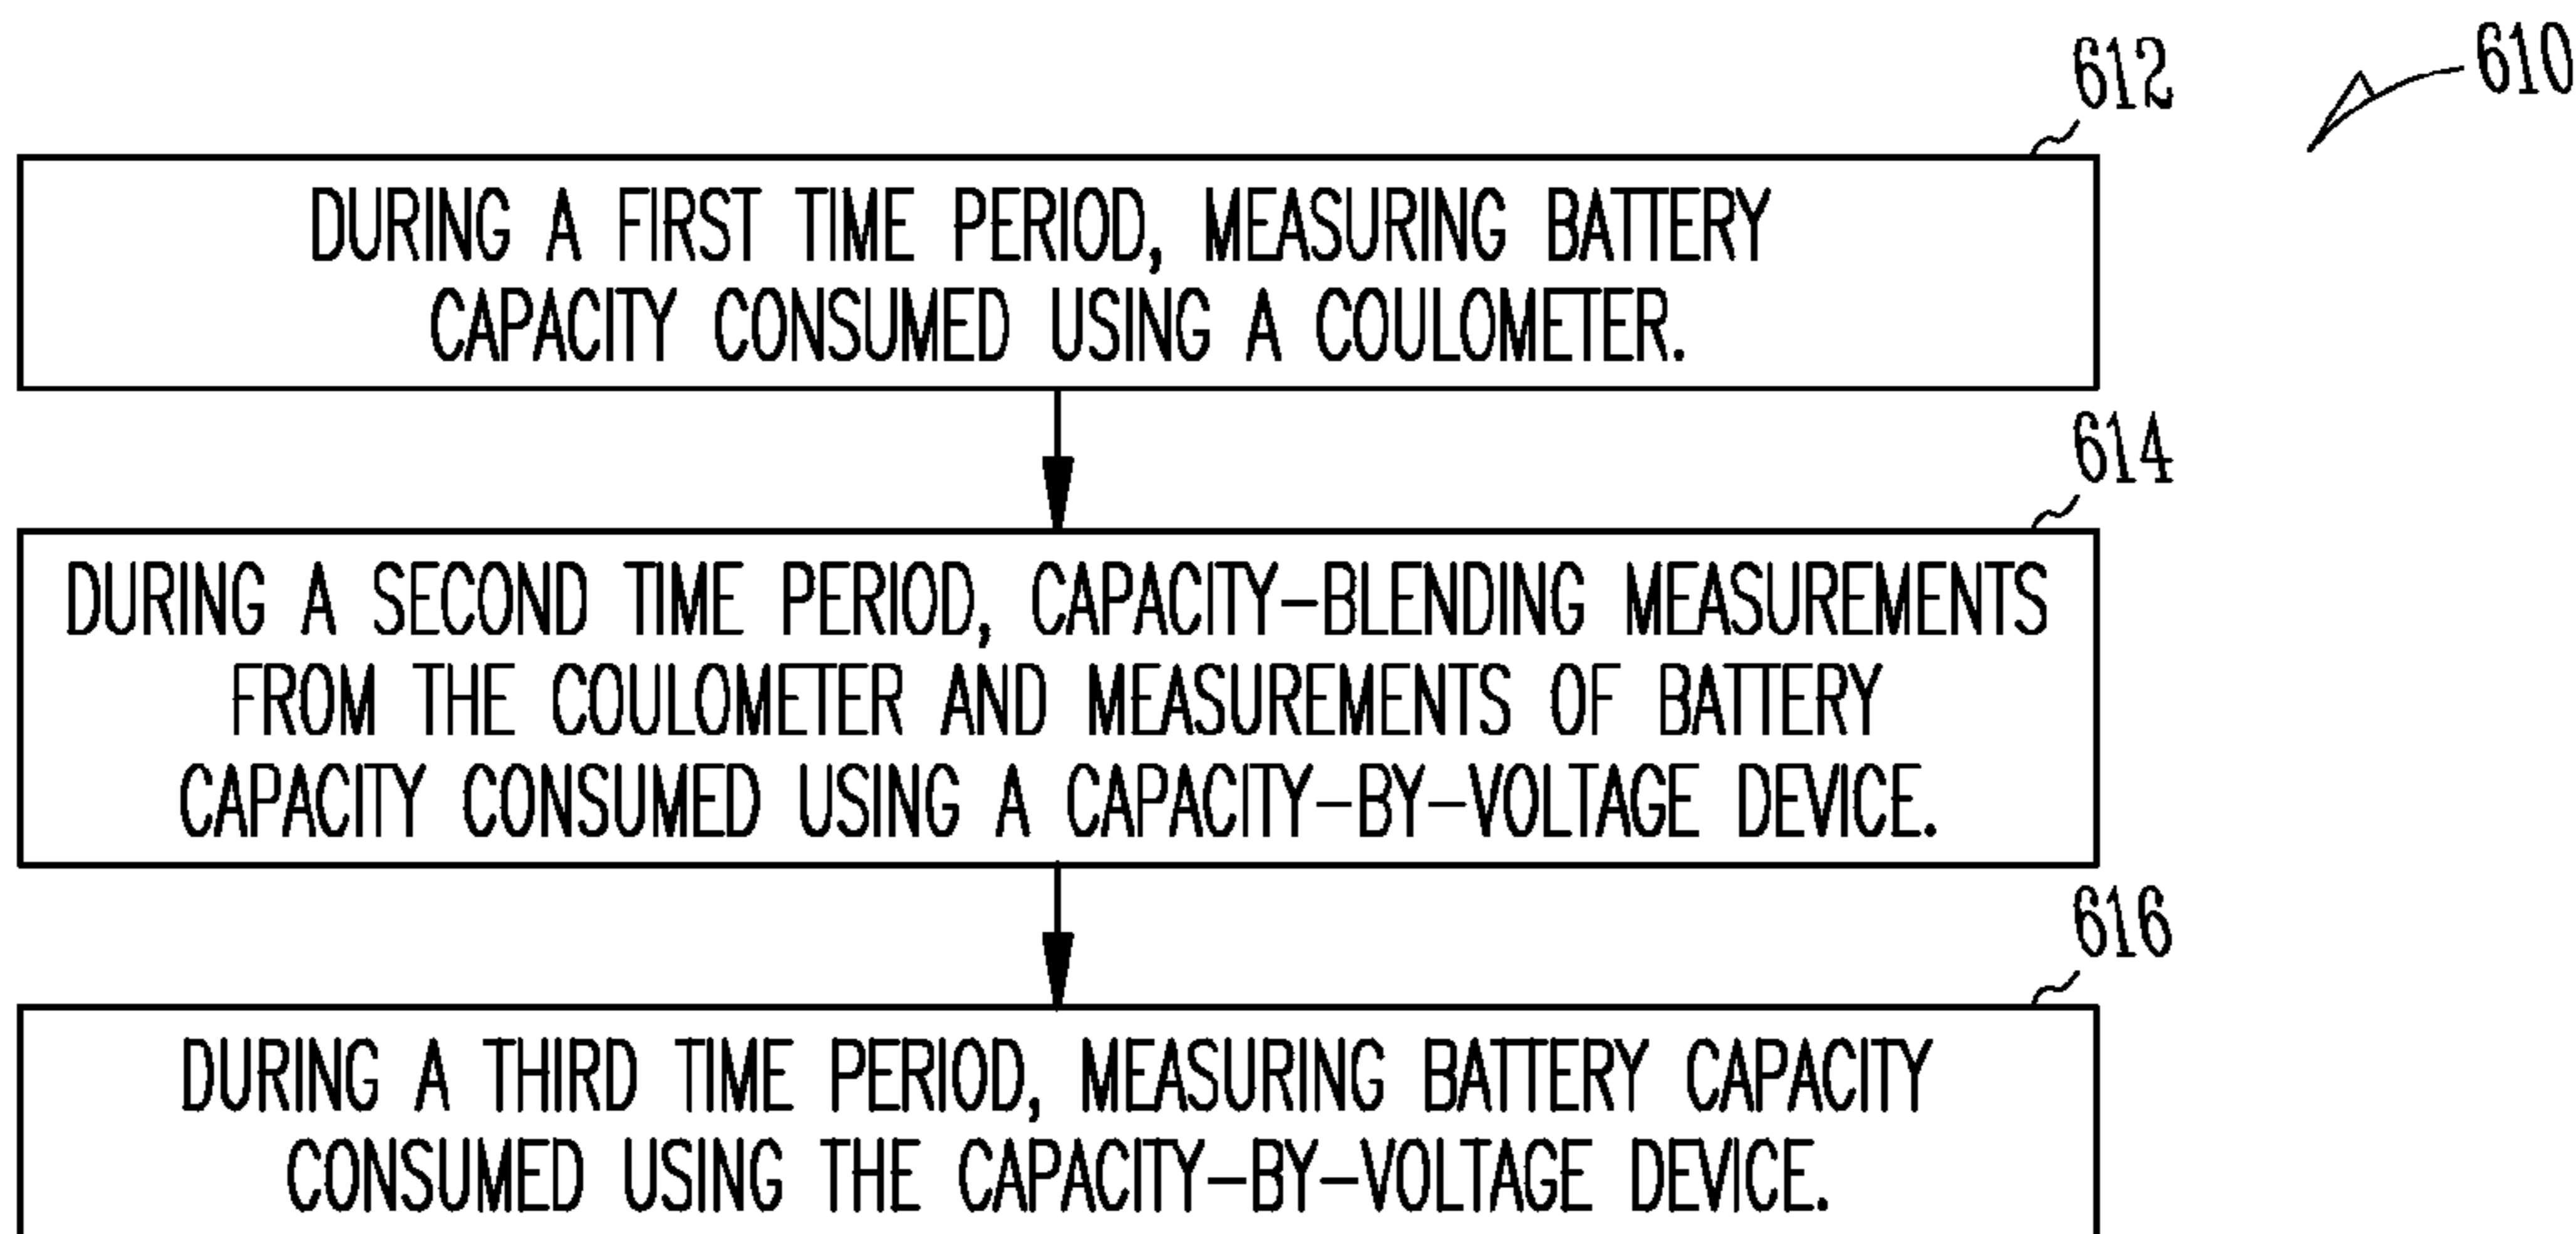 610
612
DURING A FIRST TIME PERIOD, MEASURING BATTERY
CAPACITY CONSUMED USING A COULOMETER.
614
DURING A SECOND TIME PERIOD, CAPACITY-BLENDING MEASUREMENTS
FROM THE COULOMETER AND MEASUREMENTS OF BATTERY
CAPACITY CONSUMED USING A CAPACITY-BY-VOLTAGE DEVICE.
616
DURING A THIRD TIME PERIOD, MEASURING BATTERY CAPACITY
CONSUMED USING THE CAPACITY-BY-VOLTAGE DEVICE.